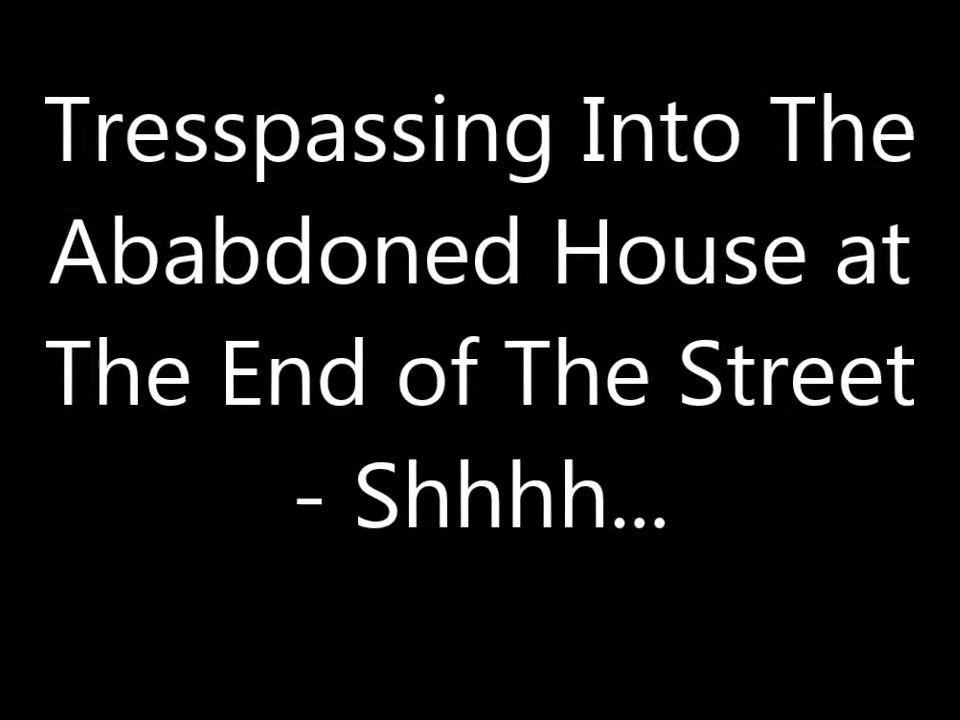 Tresspassing Into The
Ababdoned House at
The End of The Street
- Shhhh...